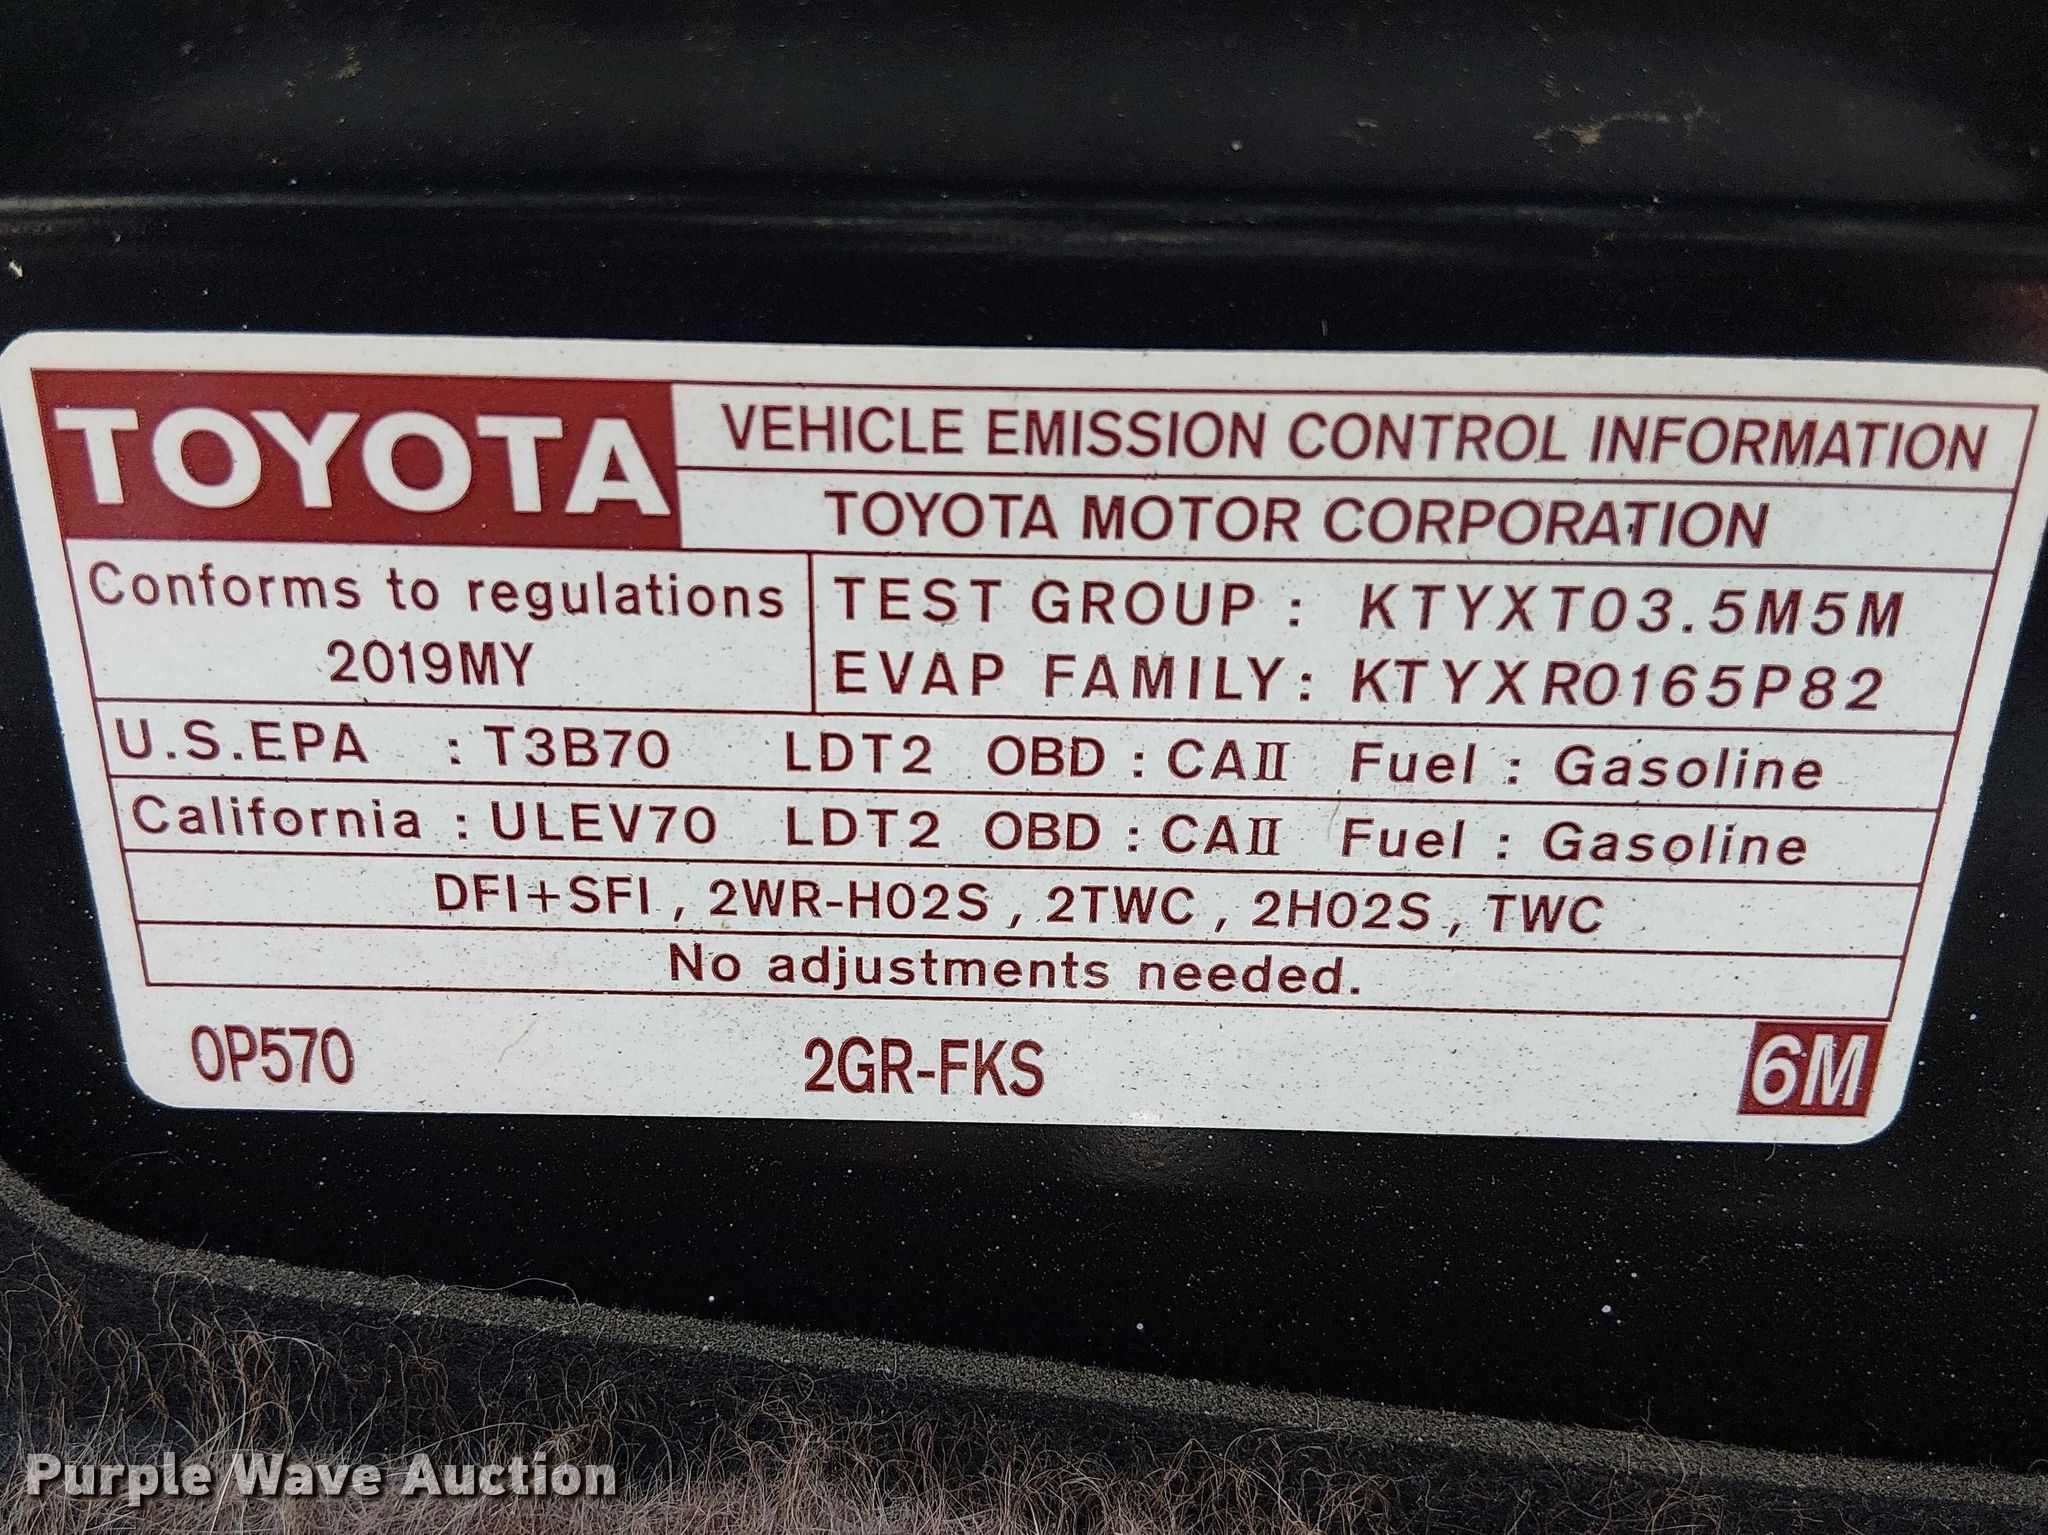 TOYOTA
VEHICLE EMISSION CONTROL INFORMATION
TOYOTA MOTOR CORPORATION
Conforms to regulations
2019MY
TEST GROUP : KTYXT03.5M5M
EVAP FAMILY: KTYXR0165P82
U.S.EPA : T3B70 LDT2 OBD : CAII Fuel : Gasoline
California : ULEV70 LDT2 OBD : CAII Fuel : Gasoline
DFI+SFI , 2WR-HO2S , 2TWC , 2HO2S , TWC
No adjustments needed.
0P570 2GR-FKS 6M
Purple Wave Auction